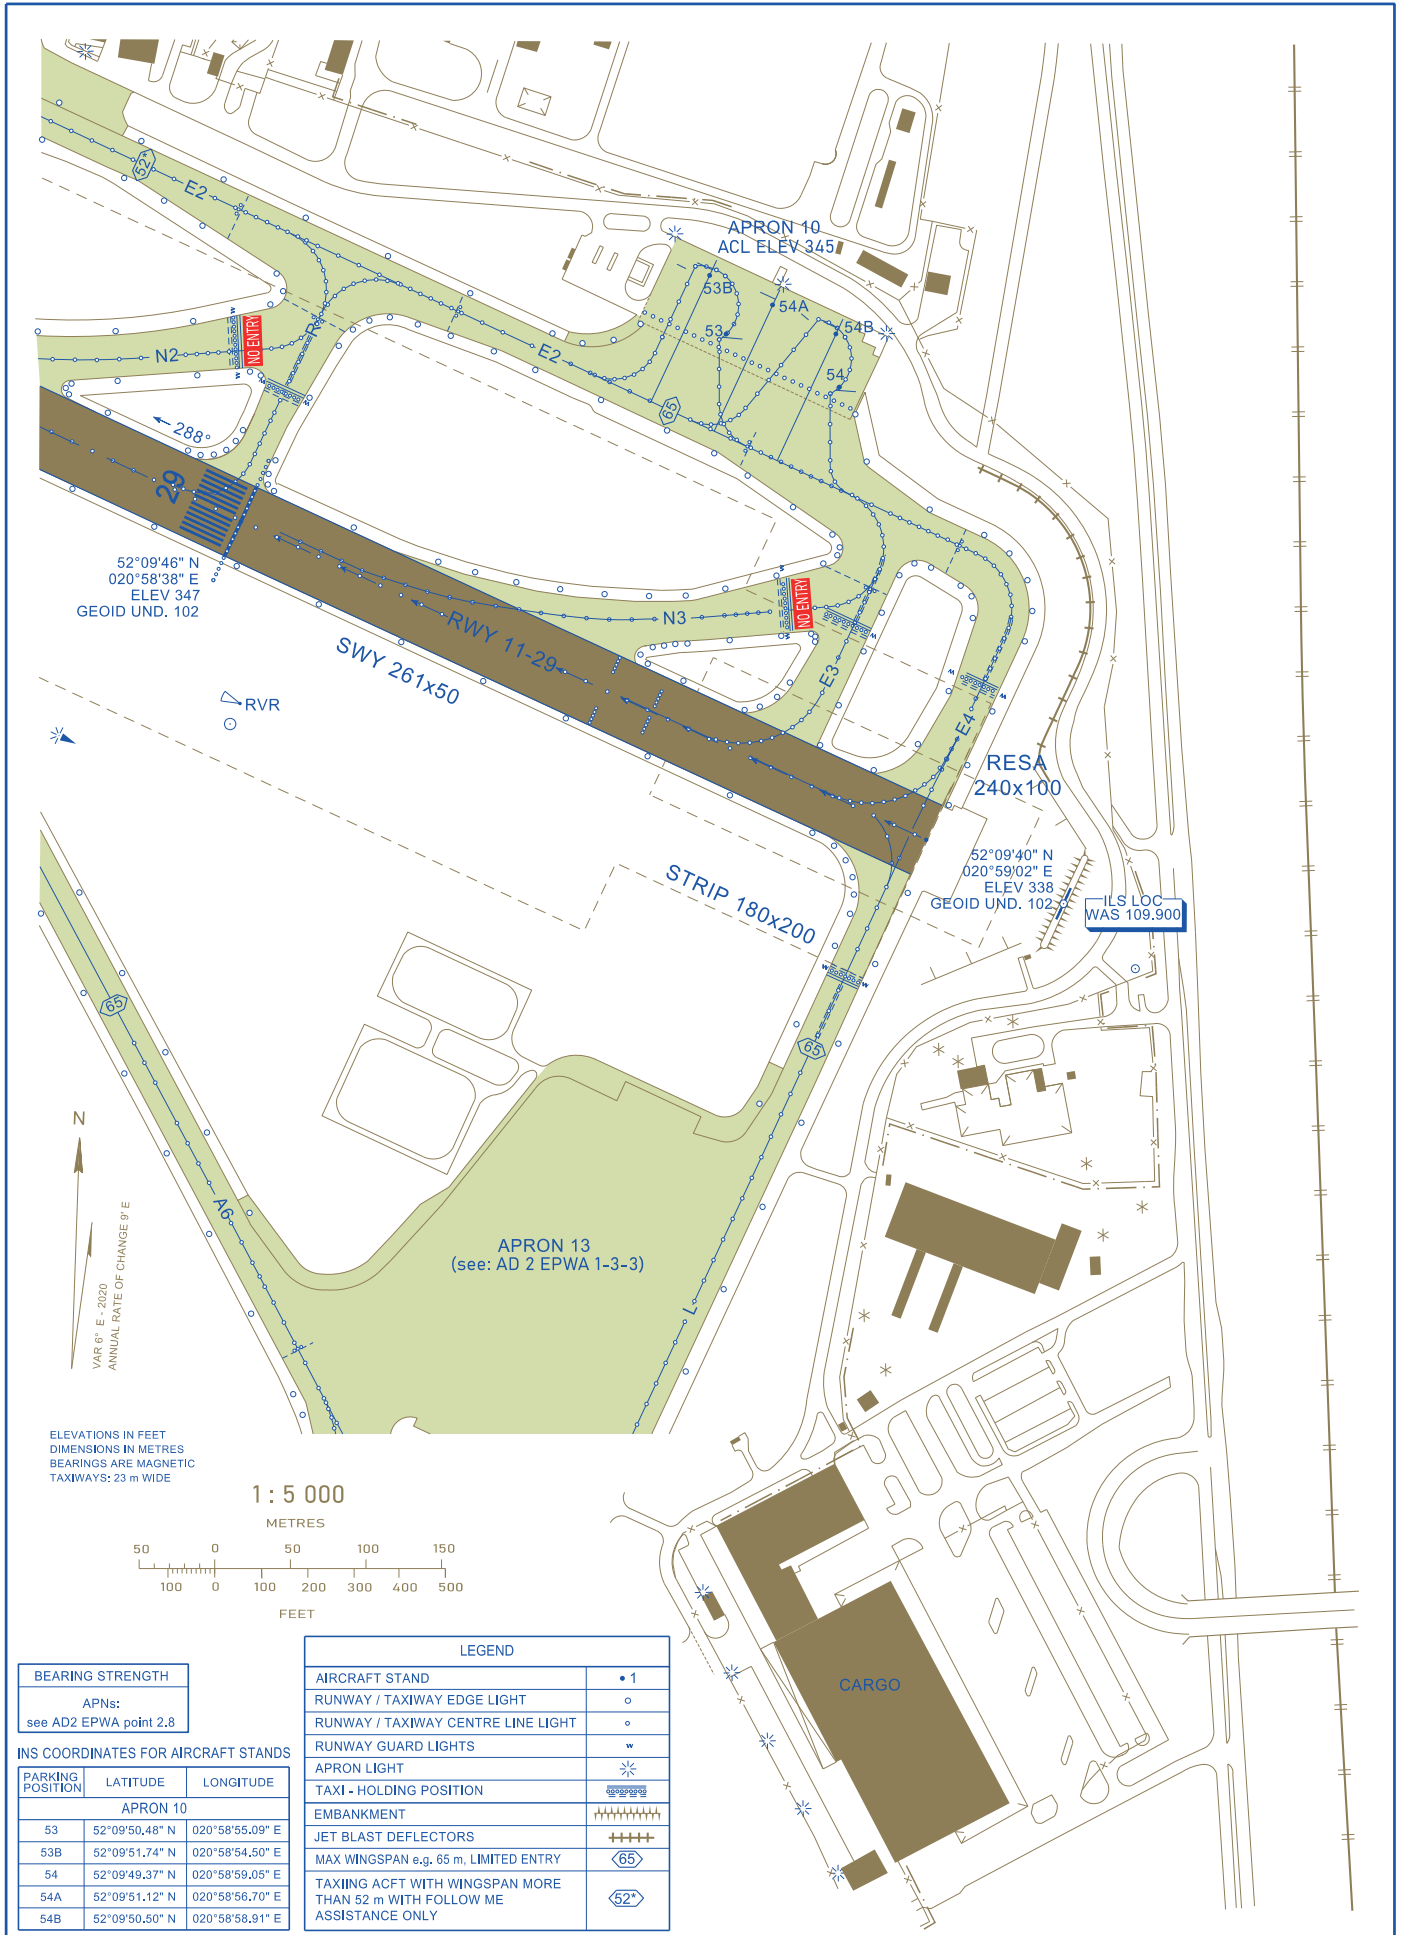 52*
E2
APRON 10
ACL ELEV 345
53B
54A
53
54B
54
E2
65
R
NO ENTRY
N2
288°
29
52°09'46" N
020°58'38" E
ELEV 347
GEOID UND. 102
RWY 11-29
SWY 261x50
N3
NO ENTRY
E3
E4
RVR
RESA
240x100
52°09'40" N
020°59'02" E
ELEV 338
GEOID UND. 102
ILS LOC
WAS 109.900
STRIP 180x200
65
65
A6
APRON 13
(see: AD 2 EPWA 1-3-3)
L
N
VAR 6° E - 2020
ANNUAL RATE OF CHANGE 9' E
ELEVATIONS IN FEET
DIMENSIONS IN METRES
BEARINGS ARE MAGNETIC
TAXIWAYS: 23 m WIDE
1 : 5 000
METRES
50 0 50 100 150
100 0 100 200 300 400 500
FEET
CARGO
BEARING STRENGTH
APNs:
see AD2 EPWA point 2.8
INS COORDINATES FOR AIRCRAFT STANDS
PARKING POSITION LATITUDE LONGITUDE
APRON 10
53 52°09'50.48" N 020°58'55.09" E
53B 52°09'51.74" N 020°58'54.50" E
54 52°09'49.37" N 020°58'59.05" E
54A 52°09'51.12" N 020°58'56.70" E
54B 52°09'50.50" N 020°58'58.91" E
LEGEND
AIRCRAFT STAND 1
RUNWAY / TAXIWAY EDGE LIGHT
RUNWAY / TAXIWAY CENTRE LINE LIGHT
RUNWAY GUARD LIGHTS w
APRON LIGHT
TAXI - HOLDING POSITION
EMBANKMENT
JET BLAST DEFLECTORS
MAX WINGSPAN e.g. 65 m, LIMITED ENTRY 65
TAXIING ACFT WITH WINGSPAN MORE
THAN 52 m WITH FOLLOW ME 52*
ASSISTANCE ONLY